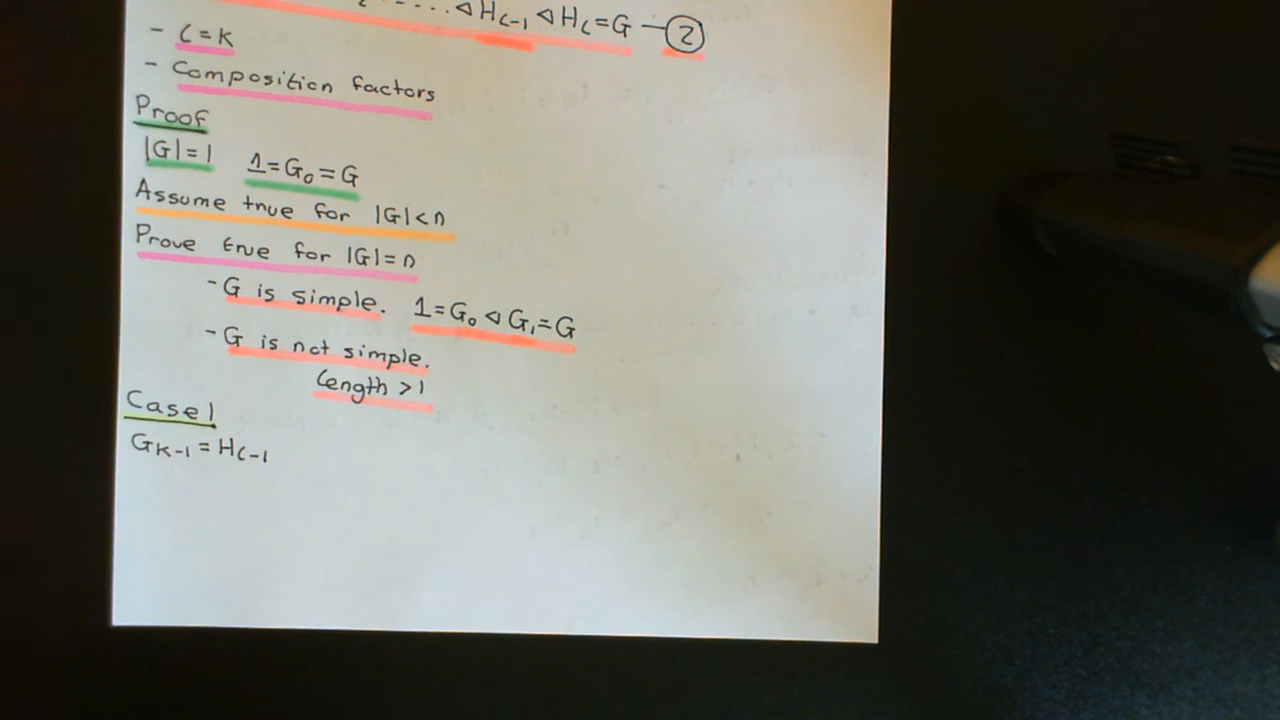 .....◁ H_{l-1} ◁ H_l = G —②
- l = k
- Composition factors
Proof
|G| = 1   1 = G₀ = G
Assume true for |G| < n
Prove true for |G| = n
- G is simple. 1 = G₀ ◁ G₁ = G
- G is not simple.
length > 1
Case 1
G_{k-1} = H_{l-1}